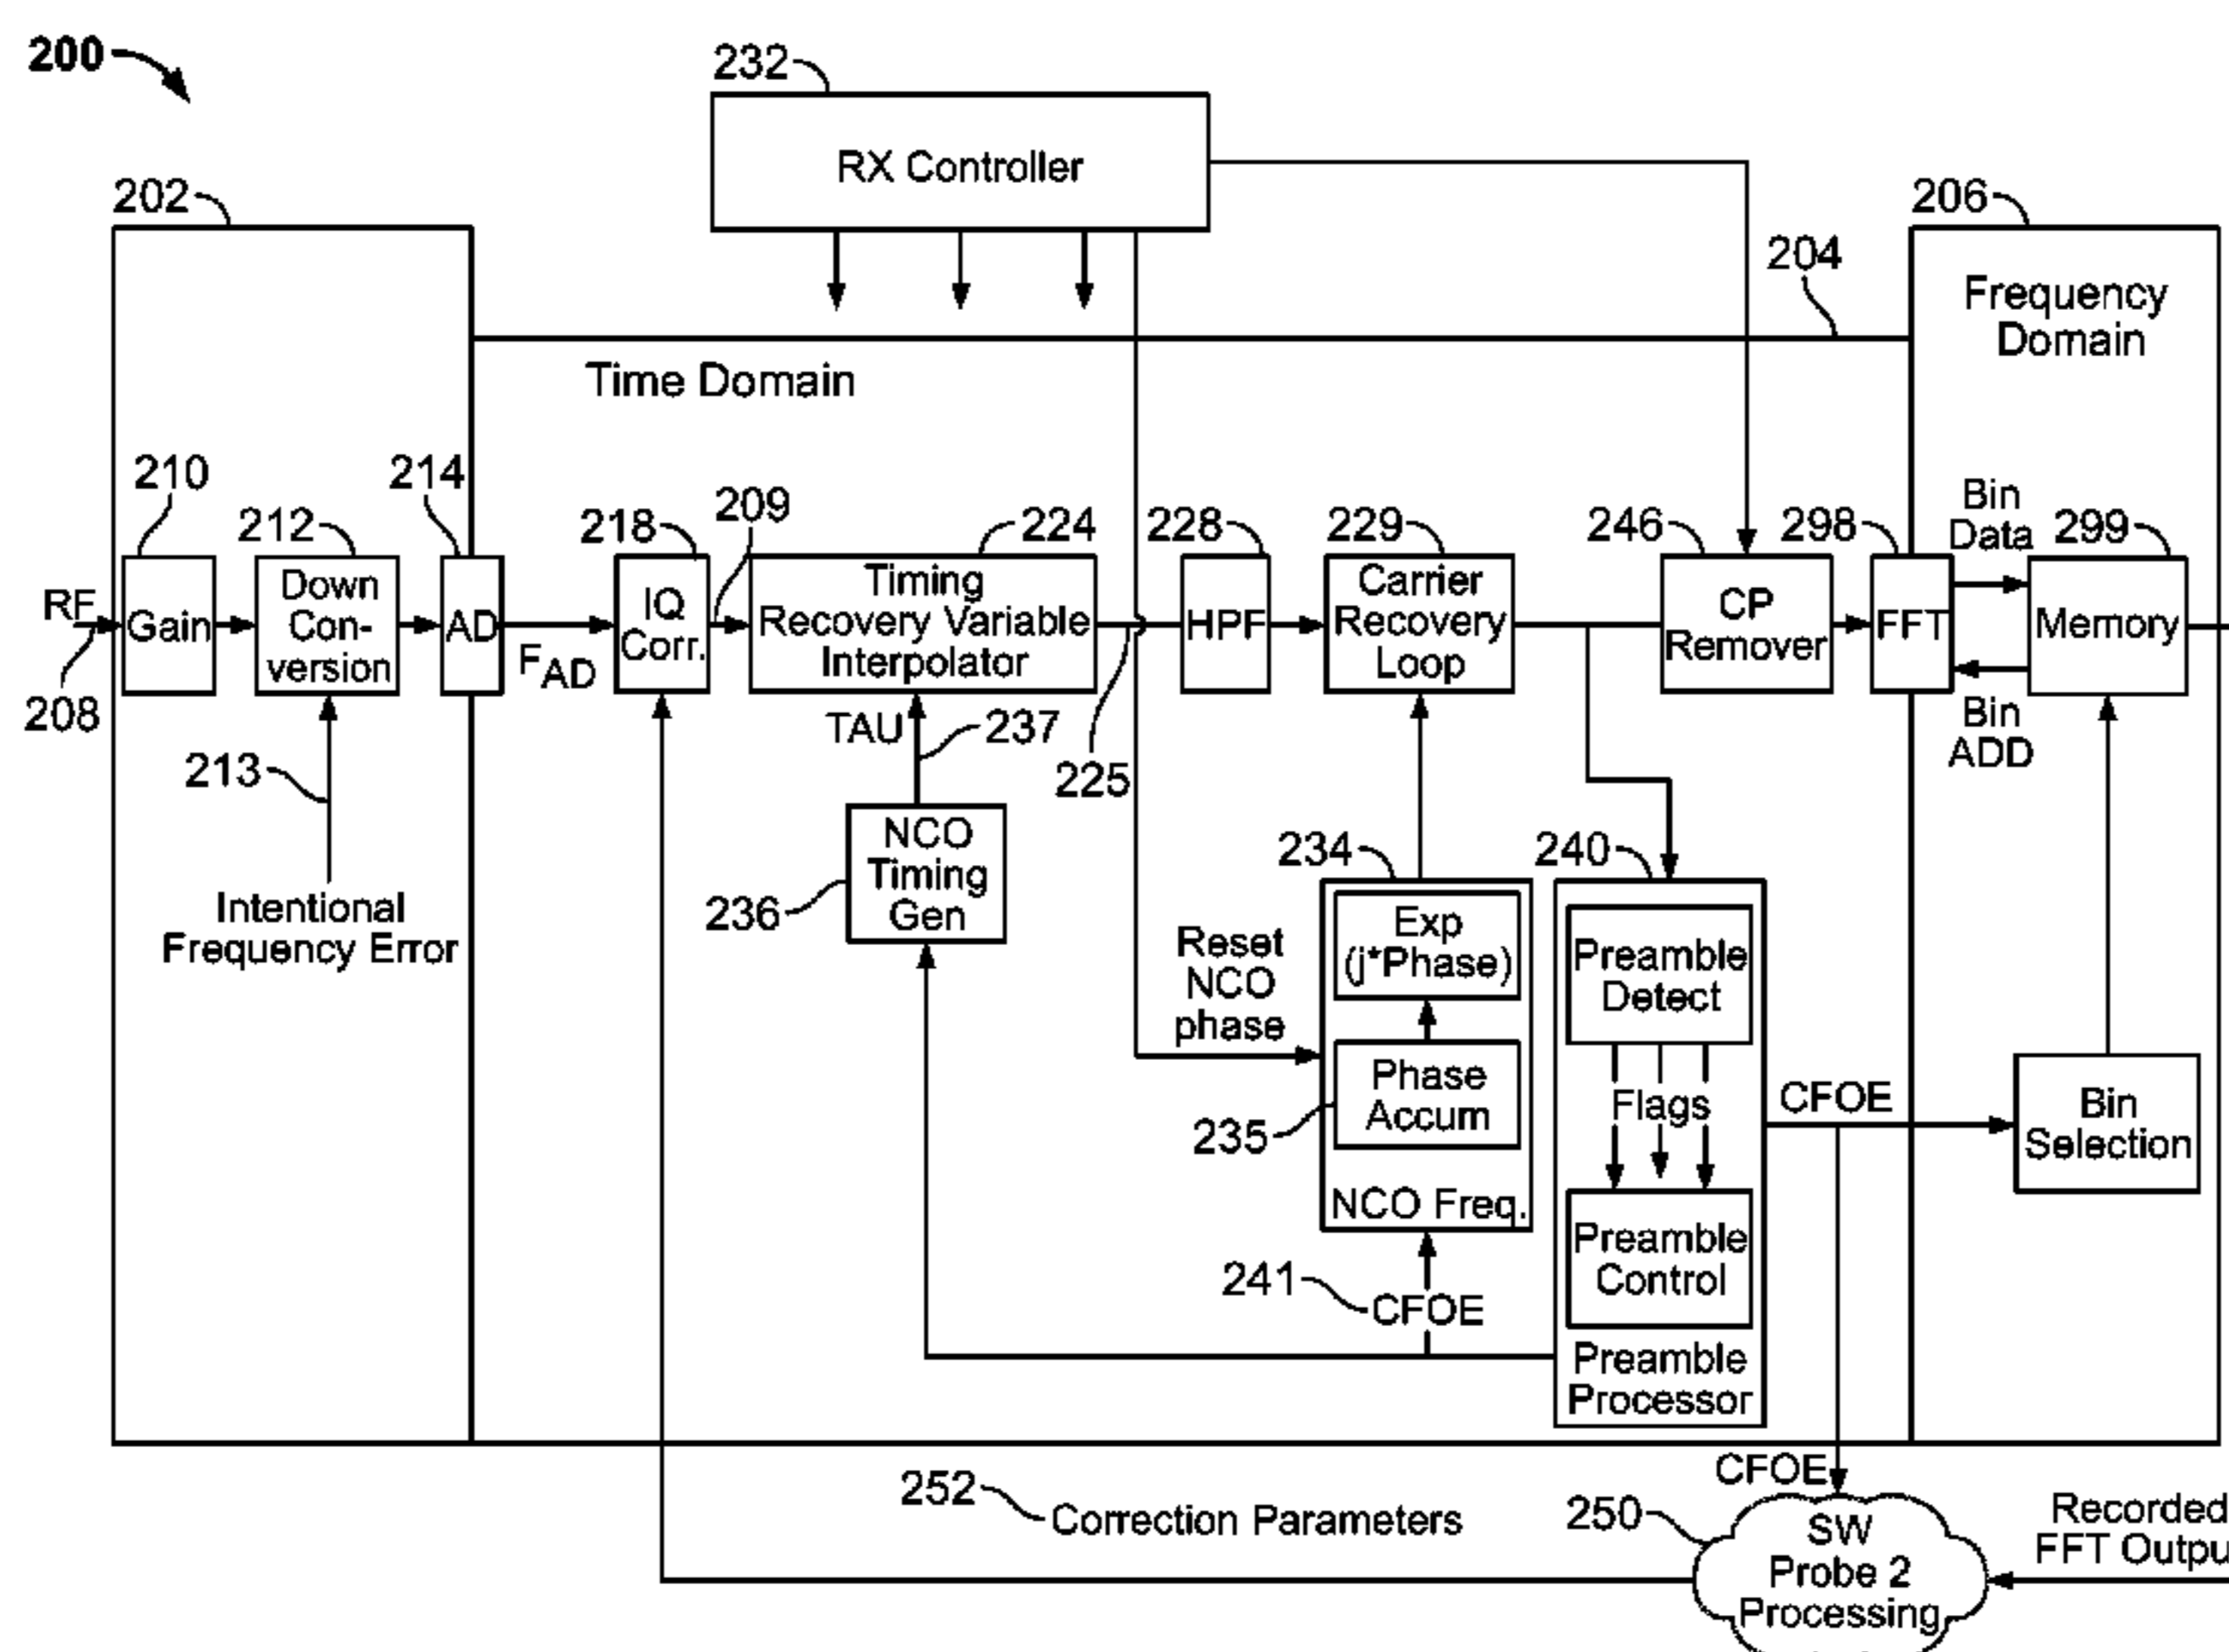 200
232
RX Controller
202
206
204
Frequency
Domain
Time Domain
210
214
212
218
209
224
228
229
246
298
Bin
Data
299
RF
Gain
Down
Con-
version
AD
F_AD
IQ
Corr.
Timing
Recovery Variable
Interpolator
HPF
Carrier
Recovery
Loop
CP
Remover
FFT
Memory
208
213
TAU
237
225
Bin
ADD
Intentional
Frequency Error
236
NCO
Timing
Gen
234
240
Exp
(j*Phase)
Preamble
Detect
Reset
NCO
phase
Phase
Accum
235
Flags
CFOE
Bin
Selection
NCO Freq.
Preamble
Control
241
CFOE
Preamble
Processor
252
Correction Parameters
CFOE
250
SW
Probe 2
Processing
Recorded
FFT Outpu